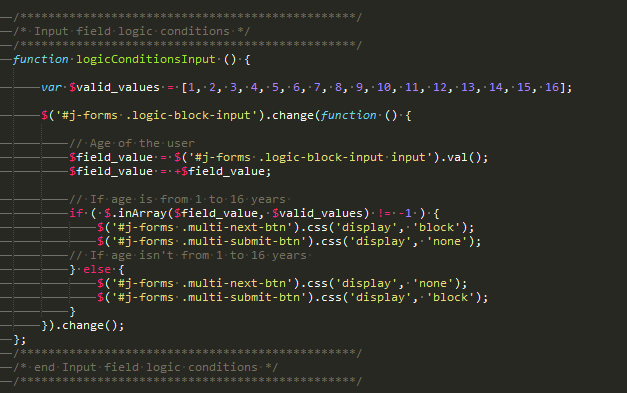 /***********************************************/
/* Input field logic conditions */
/***********************************************/
function logicConditionsInput () {
var $valid_values = [1, 2, 3, 4, 5, 6, 7, 8, 9, 10, 11, 12, 13, 14, 15, 16];
$('#j-forms .logic-block-input').change(function () {
// Age of the user
$field_value = $('#j-forms .logic-block-input input').val();
$field_value = +$field_value;
// If age is from 1 to 16 years
if ( $.inArray($field_value, $valid_values) != -1 ) {
$('#j-forms .multi-next-btn').css('display', 'block');
$('#j-forms .multi-submit-btn').css('display', 'none');
// If age isn't from 1 to 16 years
} else {
$('#j-forms .multi-next-btn').css('display', 'none');
$('#j-forms .multi-submit-btn').css('display', 'block');
}
}).change();
};
/***********************************************/
/* end Input field logic conditions */
/***********************************************/